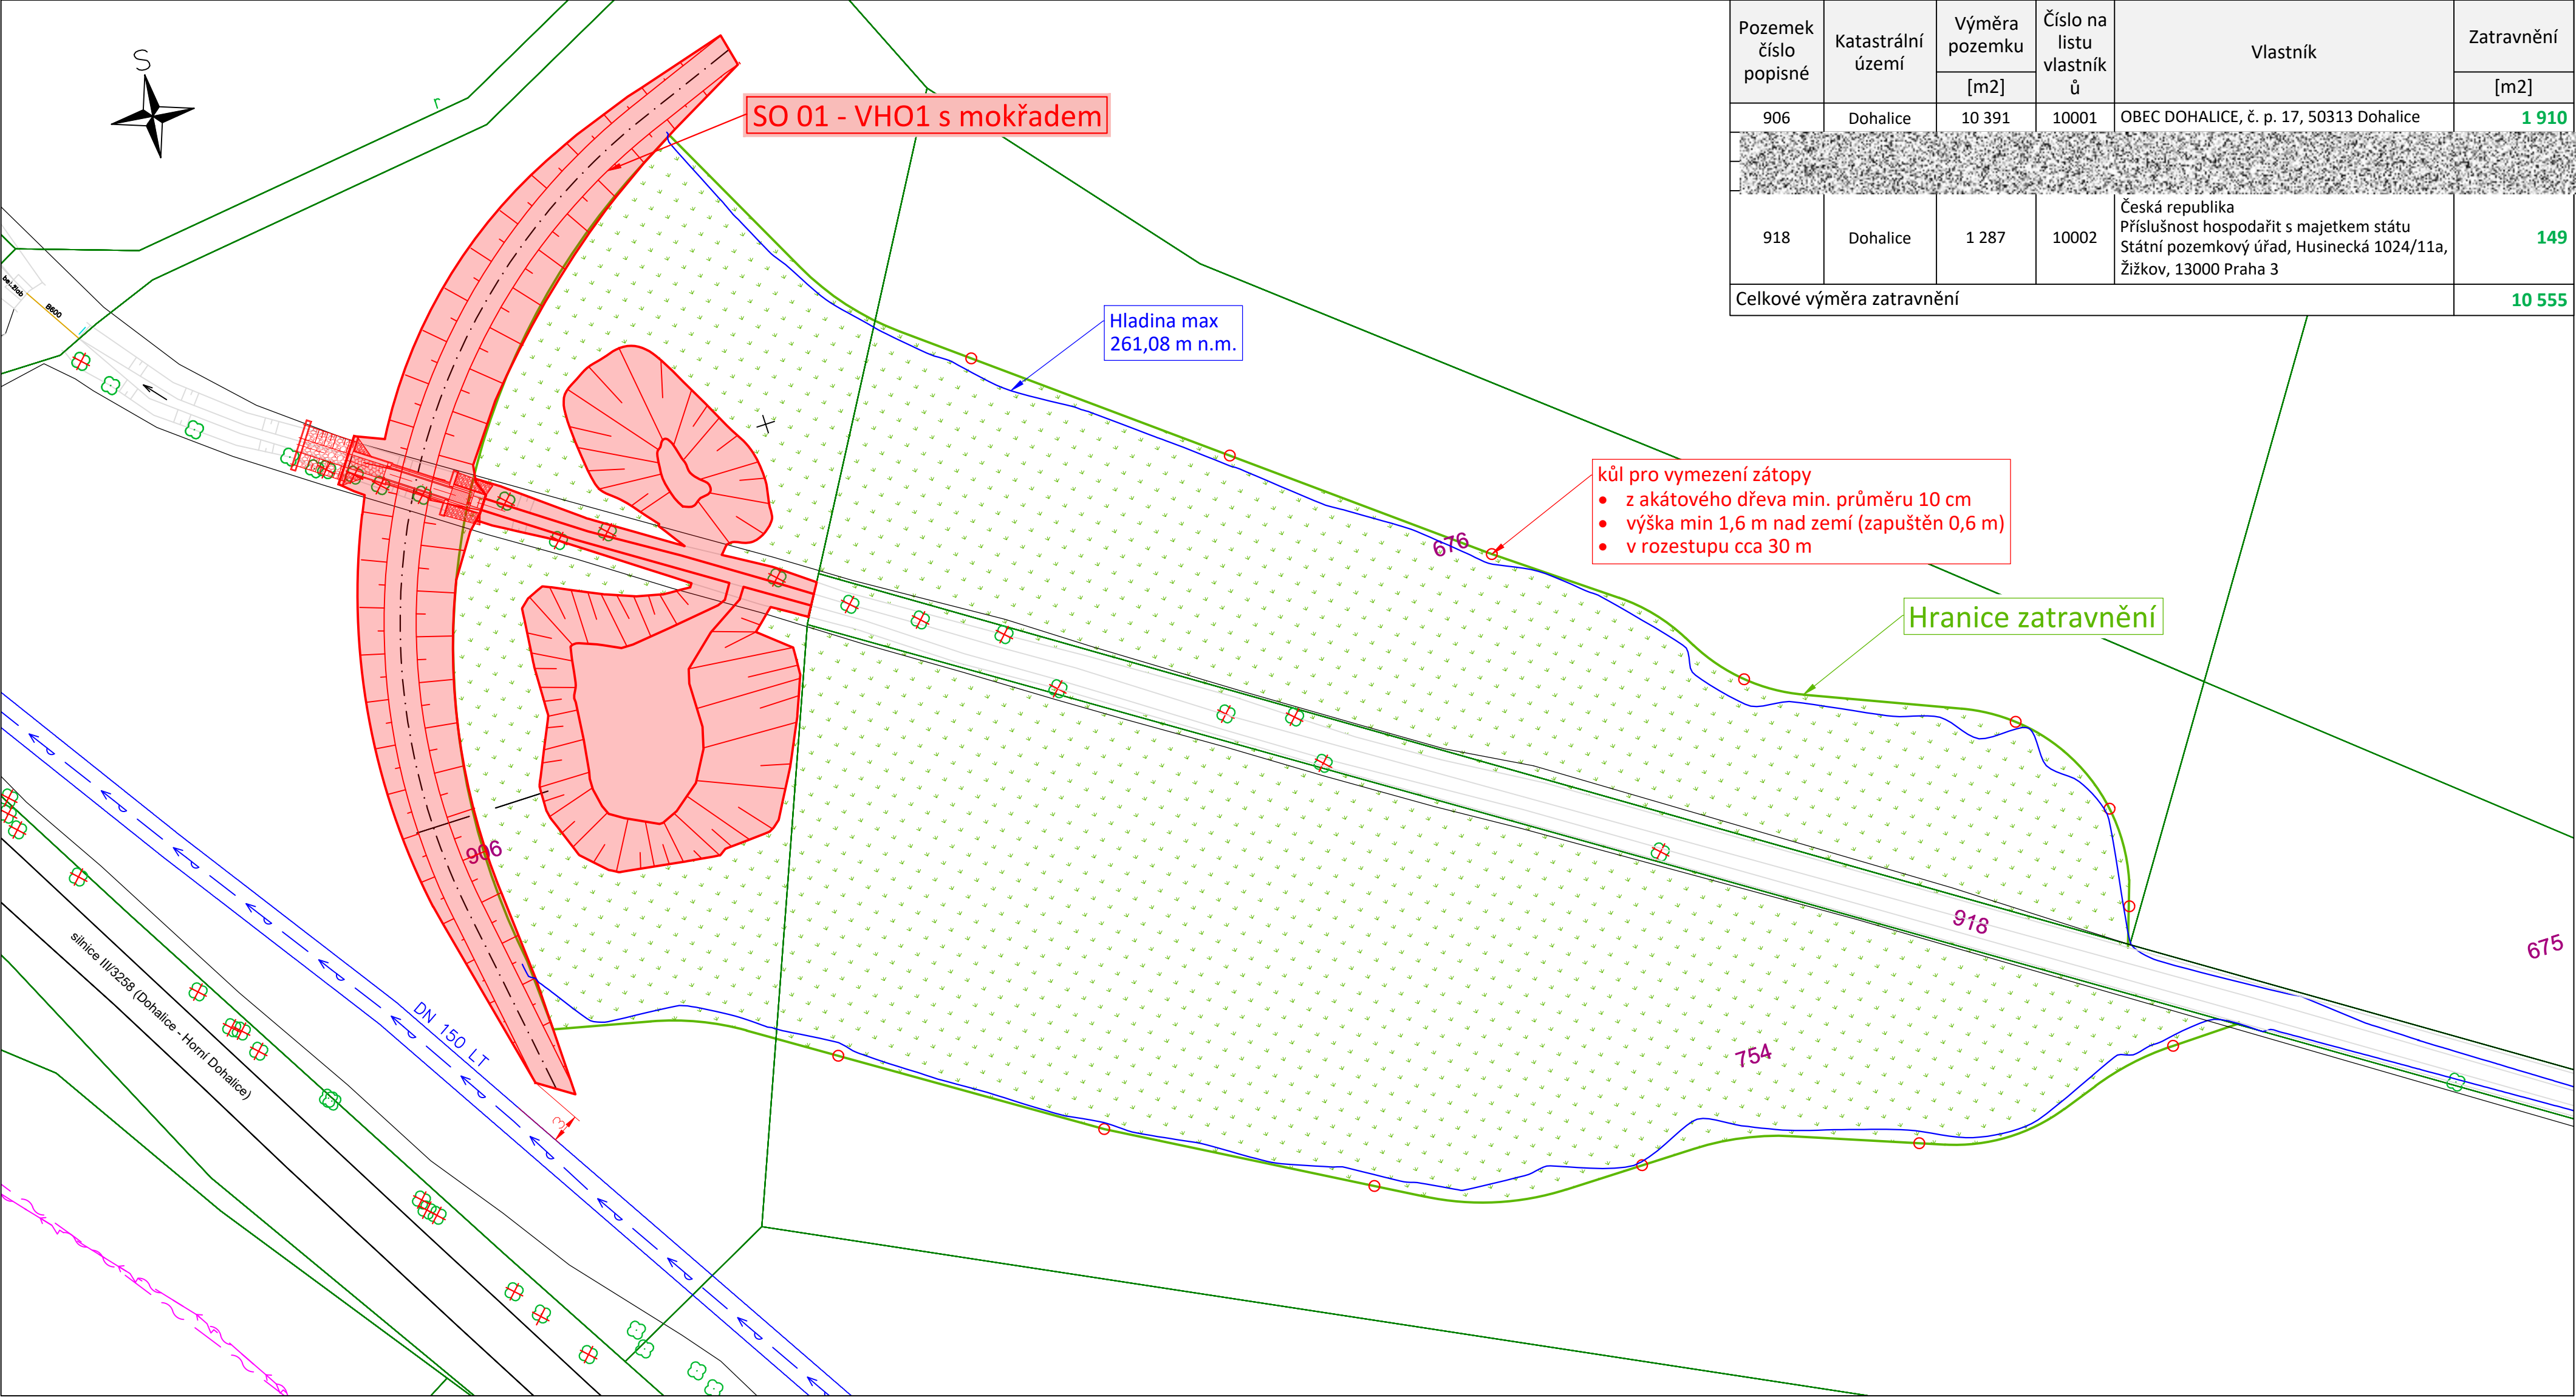 S
r
SO 01 - VHO1 s mokřadem
Pozemek číslo popisné
Katastrální území
Výměra pozemku
[m2]
Číslo na listu vlastníků
Vlastník
Zatravnění
[m2]
906 Dohalice 10 391 10001 OBEC DOHALICE, č. p. 17, 50313 Dohalice 1 910
918 Dohalice 1 287 10002
Česká republika
Příslušnost hospodařit s majetkem státu
Státní pozemkový úřad, Husinecká 1024/11a,
Žižkov, 13000 Praha 3
149
Celkové výměra zatravnění 10 555
B600
Hladina max
261,08 m n.m.
kůl pro vymezení zátopy
• z akátového dřeva min. průměru 10 cm
• výška min 1,6 m nad zemí (zapuštěn 0,6 m)
• v rozestupu cca 30 m
676
Hranice zatravnění
906
918
675
754
silnice III/3258 (Dohalice - Horní Dohalice)
DN 150 LT
3